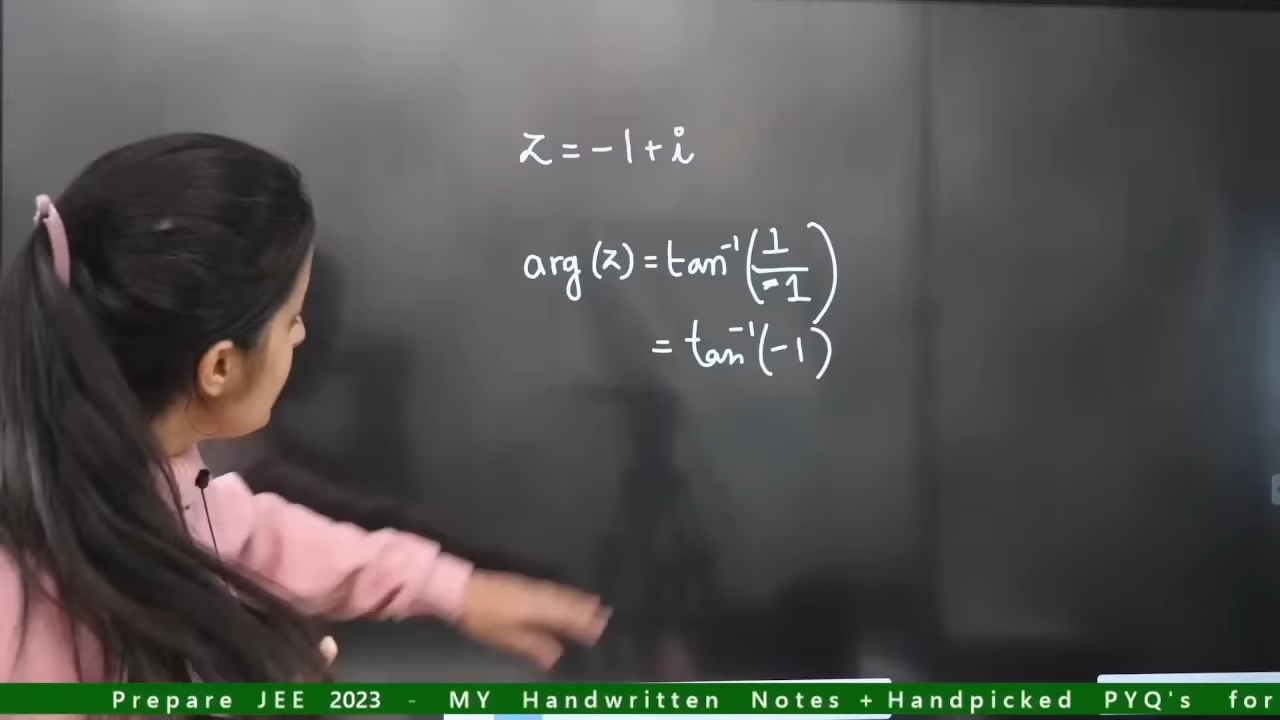 z = -1 + i
arg (z) = tan⁻¹ (1/-1)
= tan⁻¹ (-1)
Prepare JEE 2023 - MY Handwritten Notes + Handpicked PYQ's for